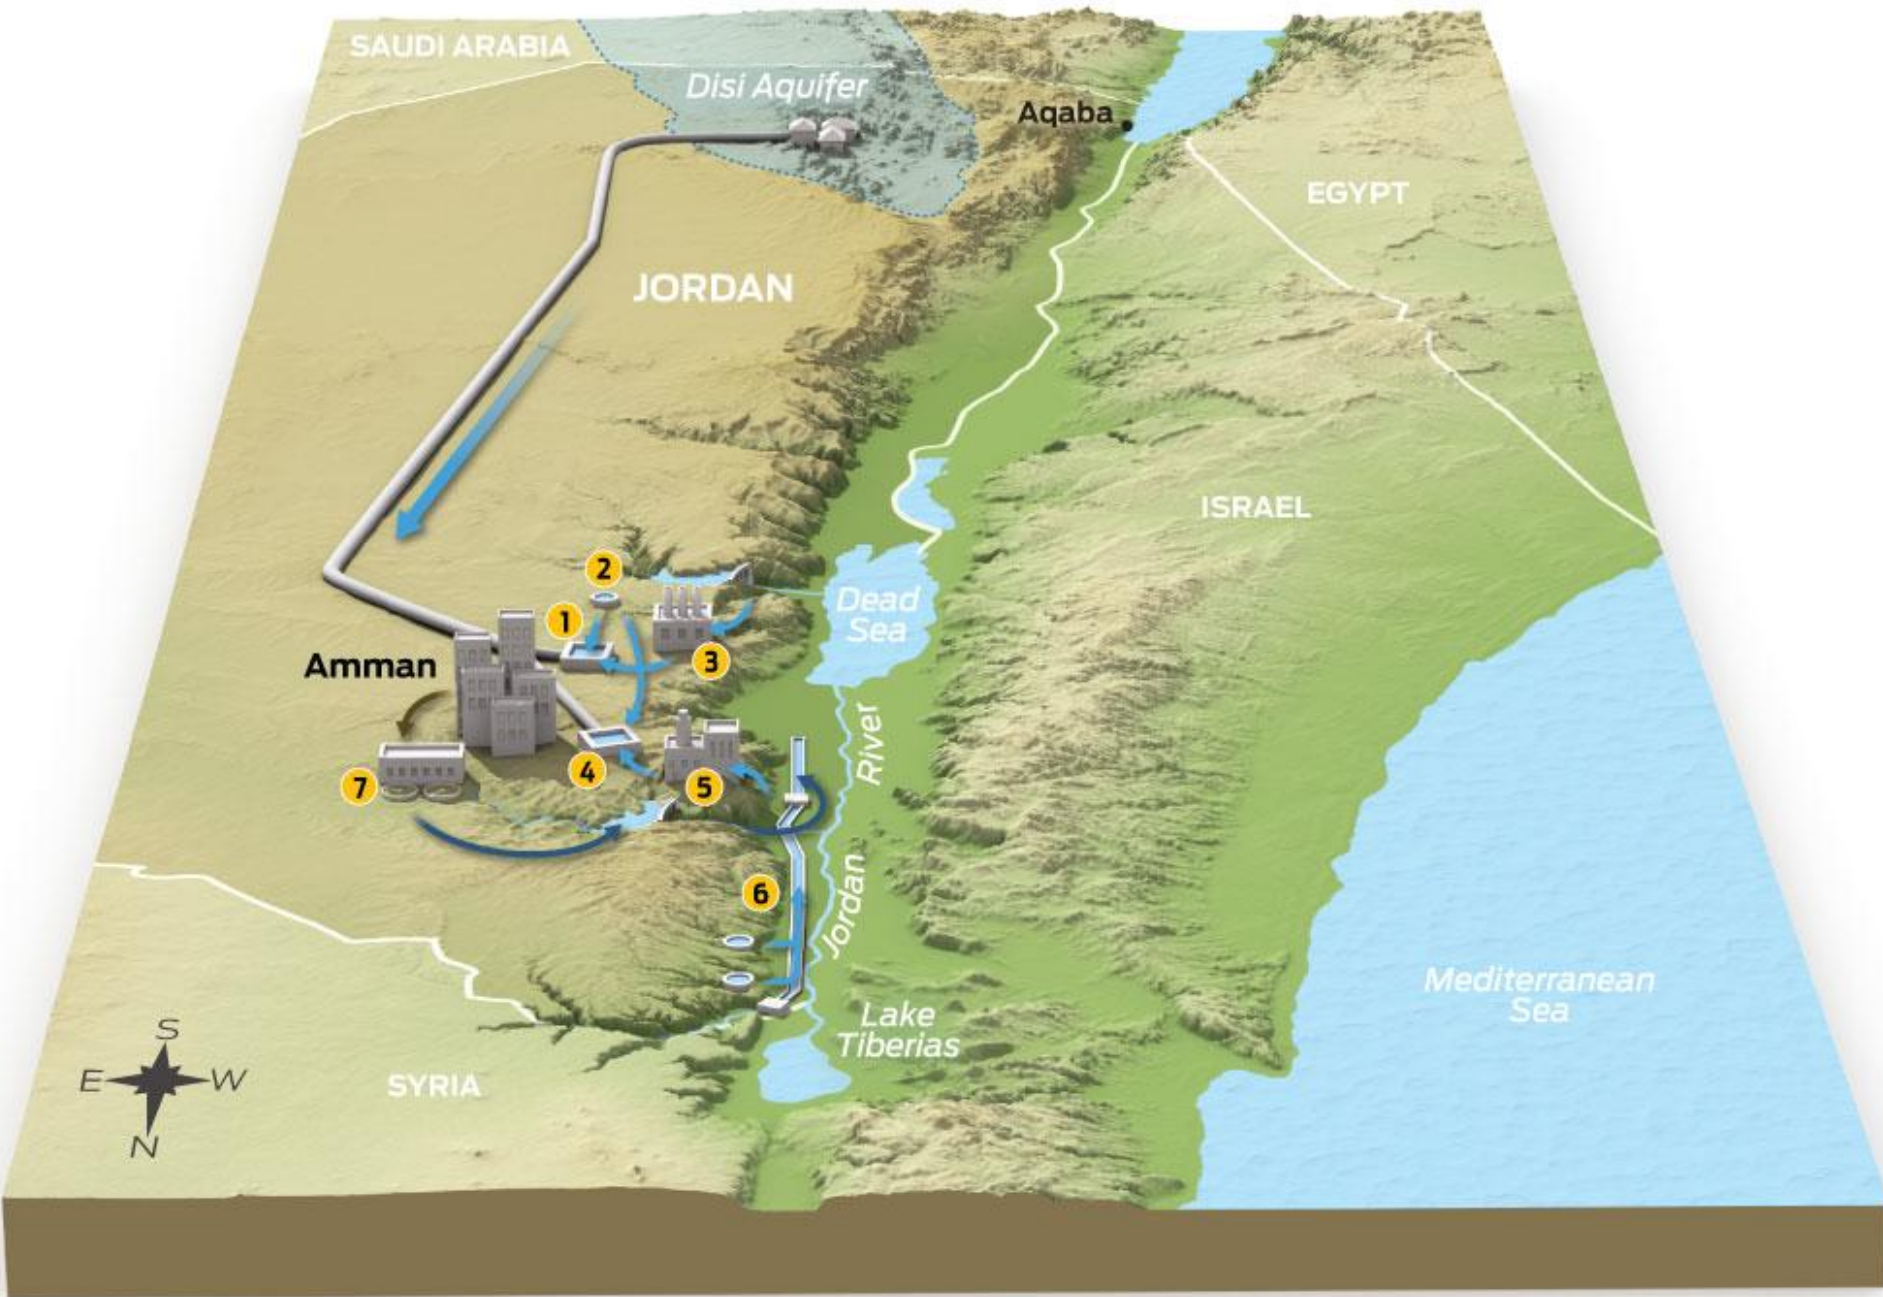 SAUDI ARABIA
Disi Aquifer
Aqaba
EGYPT
JORDAN
ISRAEL
2
1
Dead
Sea
3
Amman
River
4
5
7
6
Jordan
Mediterranean
Sea
Lake
Tiberias
S
E
W
N
SYRIA